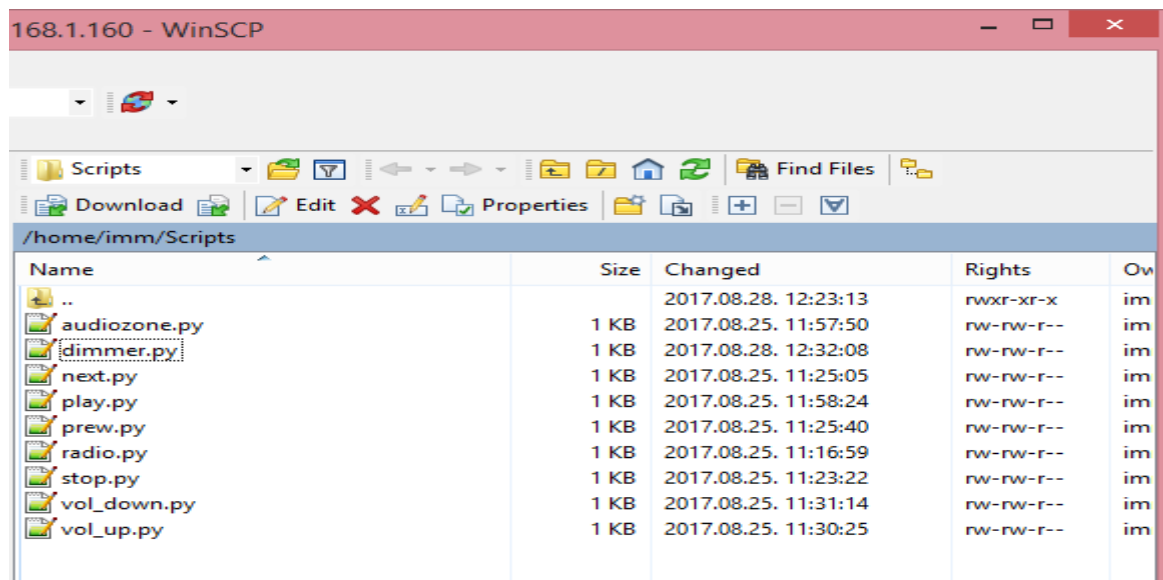 168.1.160 - WinSCP
Scripts Find Files
Download Edit Properties
/home/imm/Scripts
Name Size Changed Rights Ow
.. 2017.08.28. 12:23:13 rwxr-xr-x im
audiozone.py 1 KB 2017.08.25. 11:57:50 rw-rw-r-- im
dimmer.py 1 KB 2017.08.28. 12:32:08 rw-rw-r-- im
next.py 1 KB 2017.08.25. 11:25:05 rw-rw-r-- im
play.py 1 KB 2017.08.25. 11:58:24 rw-rw-r-- im
prew.py 1 KB 2017.08.25. 11:25:40 rw-rw-r-- im
radio.py 1 KB 2017.08.25. 11:16:59 rw-rw-r-- im
stop.py 1 KB 2017.08.25. 11:23:22 rw-rw-r-- im
vol_down.py 1 KB 2017.08.25. 11:31:14 rw-rw-r-- im
vol_up.py 1 KB 2017.08.25. 11:30:25 rw-rw-r-- im